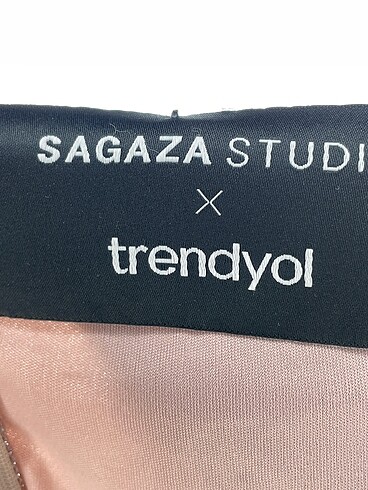 SAGAZA STUDI
×
trendyol